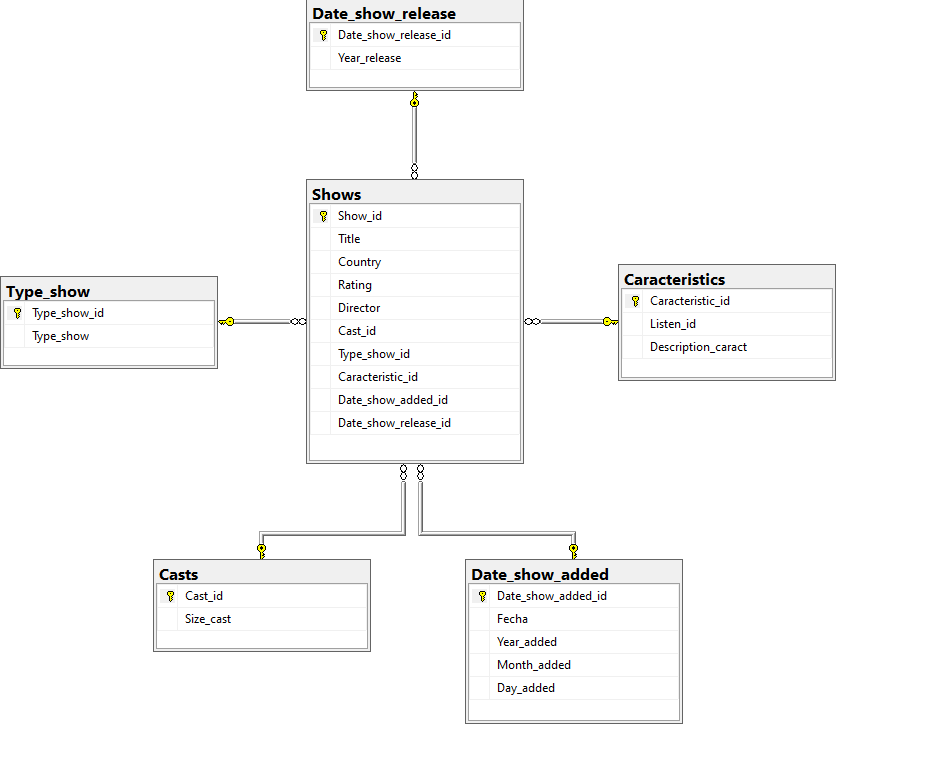 Date_show_release
Date_show_release_id
Year_release
Shows
Show_id
Title
Country
Rating
Director
Cast_id
Type_show_id
Caracteristic_id
Date_show_added_id
Date_show_release_id
Type_show
Type_show_id
Type_show
Caracteristics
Caracteristic_id
Listen_id
Description_caract
Casts
Cast_id
Size_cast
Date_show_added
Date_show_added_id
Fecha
Year_added
Month_added
Day_added